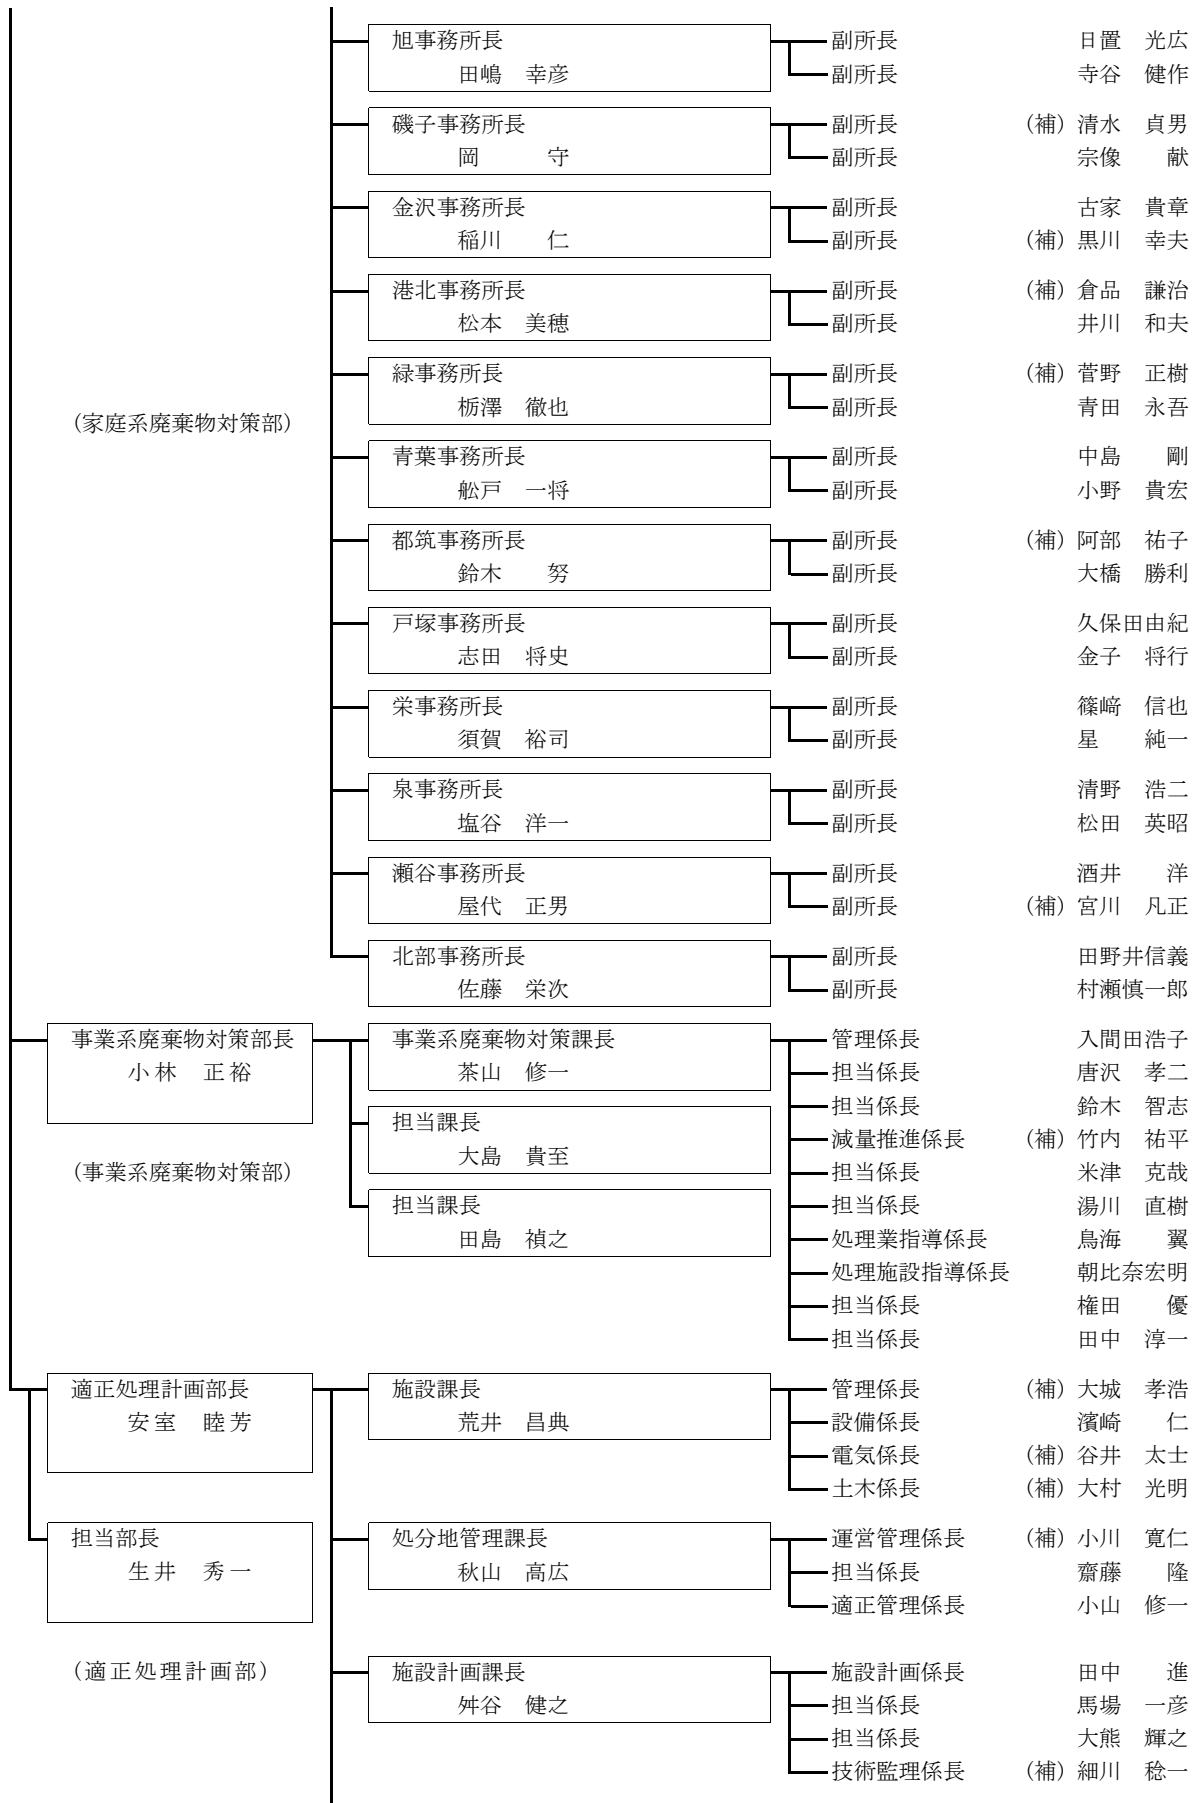 旭事務所長 副所長 日置 光広
田嶋 幸彦 副所長 寺谷 健作
磯子事務所長 副所長 (補) 清水 貞男
岡 守 副所長 宗像 献
金沢事務所長 副所長 古家 貴章
稲川 仁 副所長 (補) 黒川 幸夫
港北事務所長 副所長 (補) 倉品 謙治
松本 美穂 副所長 井川 和夫
緑事務所長 副所長 (補) 菅野 正樹
栃澤 徹也 副所長 青田 永吾
(家庭系廃棄物対策部)
青葉事務所長 副所長 中島 剛
舩戸 一将 副所長 小野 貴宏
都筑事務所長 副所長 (補) 阿部 祐子
鈴木 努 副所長 大橋 勝利
戸塚事務所長 副所長 久保田由紀
志田 将史 副所長 金子 将行
栄事務所長 副所長 篠﨑 信也
須賀 裕司 副所長 星 純一
泉事務所長 副所長 清野 浩二
塩谷 洋一 副所長 松田 英昭
瀬谷事務所長 副所長 酒井 洋
屋代 正男 副所長 (補) 宮川 凡正
北部事務所長 副所長 田野井信義
佐藤 栄次 副所長 村瀬慎一郎
事業系廃棄物対策部長 事業系廃棄物対策課長 管理係長 入間田浩子
小林 正裕 茶山 修一 担当係長 唐沢 孝二
担当係長 鈴木 智志
担当課長 減量推進係長 (補) 竹内 祐平
大島 貴至
(事業系廃棄物対策部) 担当係長 米津 克哉
担当課長 担当係長 湯川 直樹
田島 禎之 処理業指導係長 鳥海 翼
処理施設指導係長 朝比奈宏明
担当係長 権田 優
担当係長 田中 淳一
適正処理計画部長 施設課長 管理係長 (補) 大城 孝浩
安室 睦芳 荒井 昌典 設備係長 濱崎 仁
電気係長 (補) 谷井 太士
土木係長 (補) 大村 光明
担当部長 処分地管理課長 運営管理係長 (補) 小川 寛仁
生井 秀一 秋山 高広 担当係長 齋藤 隆
適正管理係長 小山 修一
(適正処理計画部) 施設計画課長 施設計画係長 田中 進
舛谷 健之 担当係長 馬場 一彦
担当係長 大熊 輝之
技術監理係長 (補) 細川 稔一